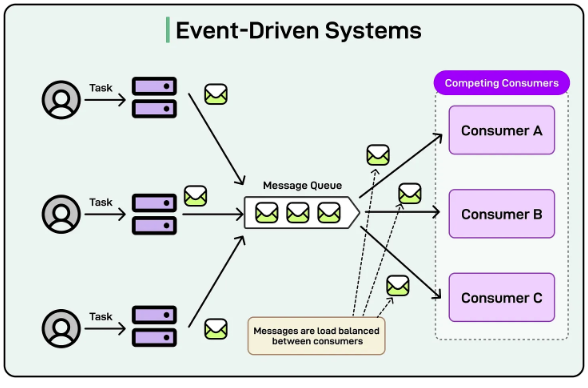 Event-Driven Systems
Competing Consumers
Task
Consumer A
Message Queue
Task
Consumer B
Task
Consumer C
Messages are load balanced
between consumers